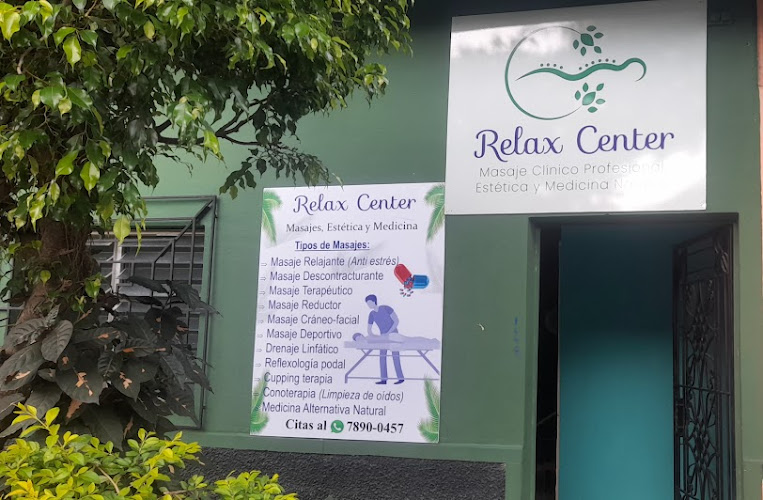 Relax Center
Masaje Clínico Profesional
Estética y Medicina
Relax Center
Masajes, Estética y Medicina
Tipos de Masajes:
Masaje Relajante (Anti estrés)
Masaje Descontracturante
Masaje Terapéutico
Masaje Reductor
Masaje Cráneo-facial
Masaje Deportivo
Drenaje Linfático
Reflexología podal
Cupping terapia
Conoterapia (Limpieza de oídos)
Medicina Alternativa Natural
Citas al 7890-0457